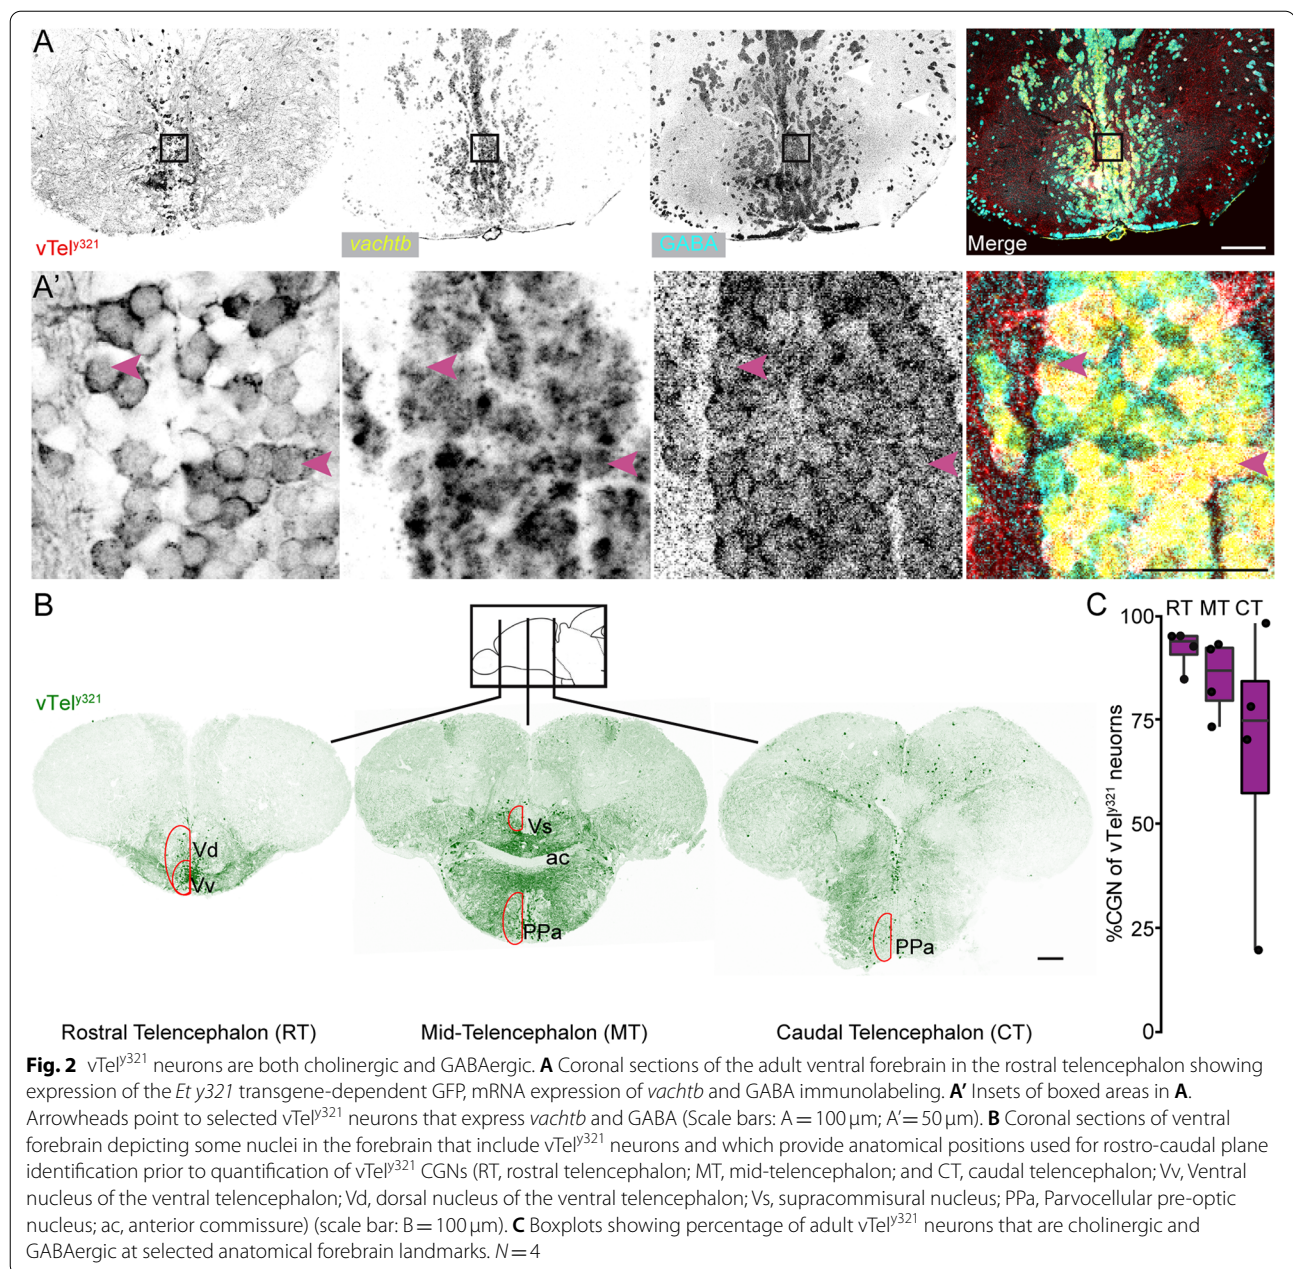 A
vTel^y321
vachtb
GABA
Merge
A'
B
C
RT MT CT
vTel^y321
100
75
50
25
0
%CGN of vTel^y321 neuorns
Vd
Vv
Vs
ac
PPa
PPa
Rostral Telencephalon (RT)
Mid-Telencephalon (MT)
Caudal Telencephalon (CT)
Fig. 2 vTel^y321 neurons are both cholinergic and GABAergic. A Coronal sections of the adult ventral forebrain in the rostral telencephalon showing
expression of the Et y321 transgene-dependent GFP, mRNA expression of vachtb and GABA immunolabeling. A' Insets of boxed areas in A.
Arrowheads point to selected vTel^y321 neurons that express vachtb and GABA (Scale bars: A = 100 μm; A' = 50 μm). B Coronal sections of ventral
forebrain depicting some nuclei in the forebrain that include vTel^y321 neurons and which provide anatomical positions used for rostro-caudal plane
identification prior to quantification of vTel^y321 CGNs (RT, rostral telencephalon; MT, mid-telencephalon; and CT, caudal telencephalon; Vv, Ventral
nucleus of the ventral telencephalon; Vd, dorsal nucleus of the ventral telencephalon; Vs, supracommisural nucleus; PPa, Parvocellular pre-optic
nucleus; ac, anterior commissure) (scale bar: B = 100 μm). C Boxplots showing percentage of adult vTel^y321 neurons that are cholinergic and
GABAergic at selected anatomical forebrain landmarks. N = 4